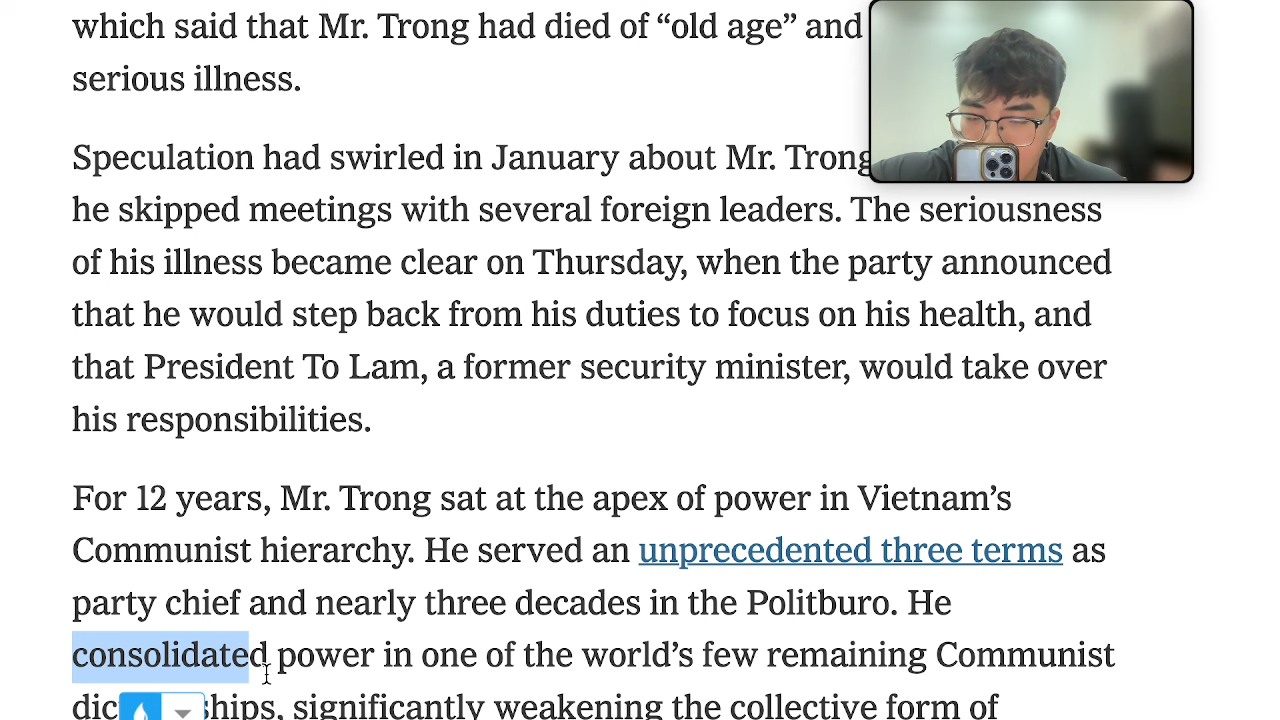 which said that Mr. Trong had died of “old age” and
serious illness.
Speculation had swirled in January about Mr. Trong
he skipped meetings with several foreign leaders. The seriousness
of his illness became clear on Thursday, when the party announced
that he would step back from his duties to focus on his health, and
that President To Lam, a former security minister, would take over
his responsibilities.
For 12 years, Mr. Trong sat at the apex of power in Vietnam’s
Communist hierarchy. He served an unprecedented three terms as
party chief and nearly three decades in the Politburo. He
consolidated power in one of the world’s few remaining Communist
significantly weakening the collective form of